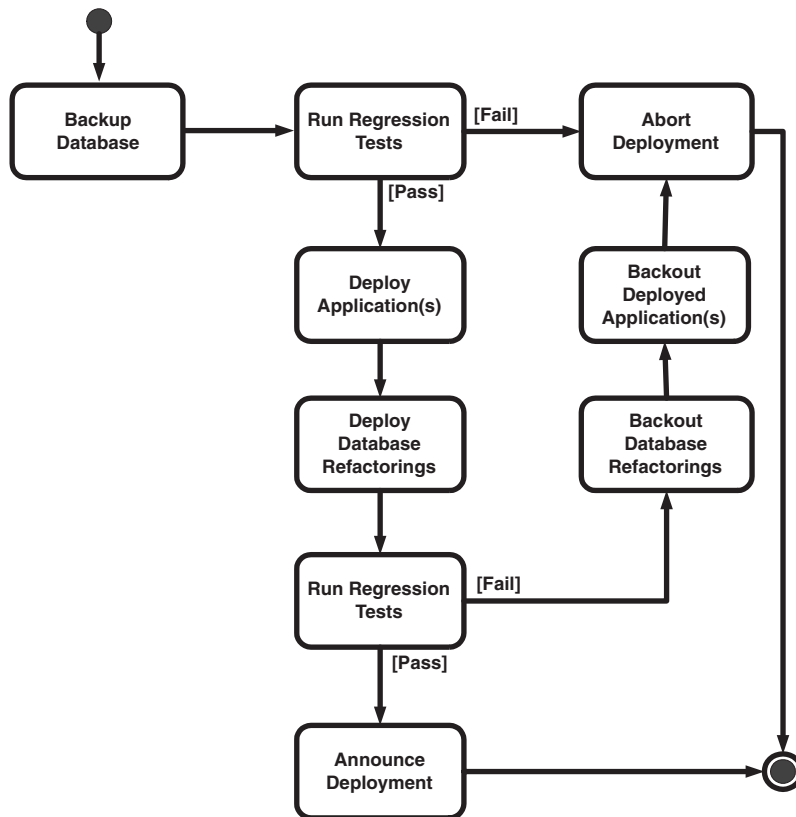 Backup
Database
Run Regression
Tests
[Fail]
Abort
Deployment
[Pass]
Deploy
Application(s)
Backout
Deployed
Application(s)
Deploy
Database
Refactorings
Backout
Database
Refactorings
Run Regression
Tests
[Fail]
[Pass]
Announce
Deployment